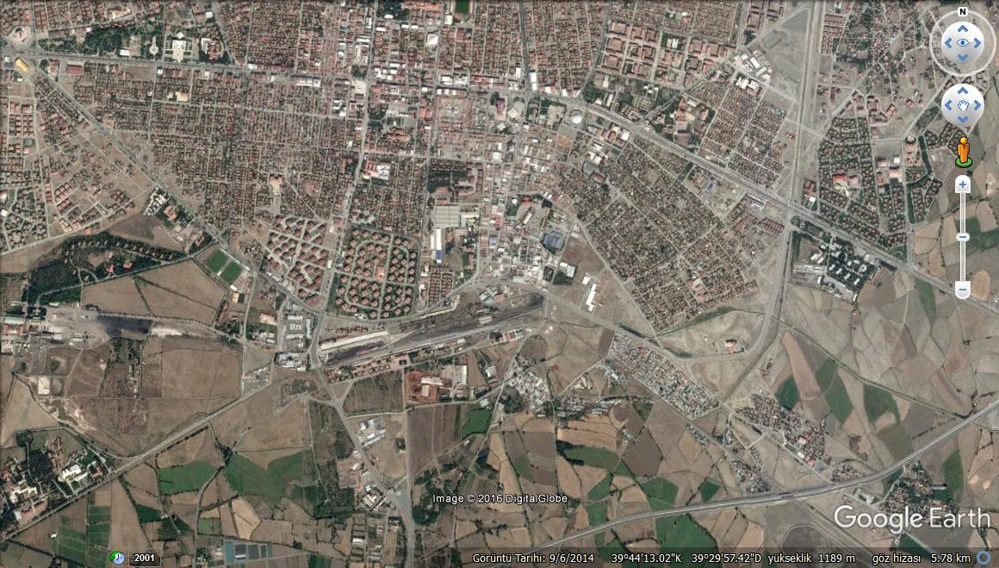 N
Image © 2016 DigitalGlobe
Google Earth
2001
Görüntü Tarihi: 9/6/2014 39°44'13.02"K 39°29'57.42"D yükseklik 1189 m göz hizası 5.78 km